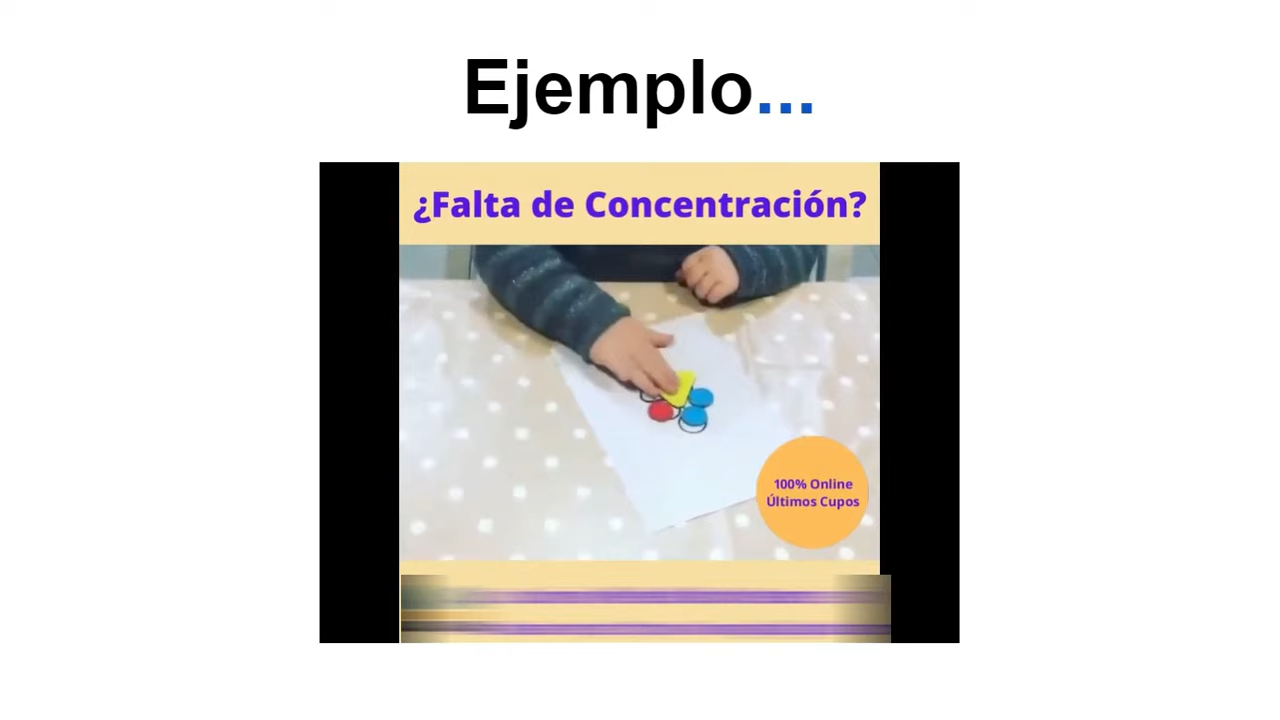 Ejemplo...
¿Falta de Concentración?
100% Online
Últimos Cupos